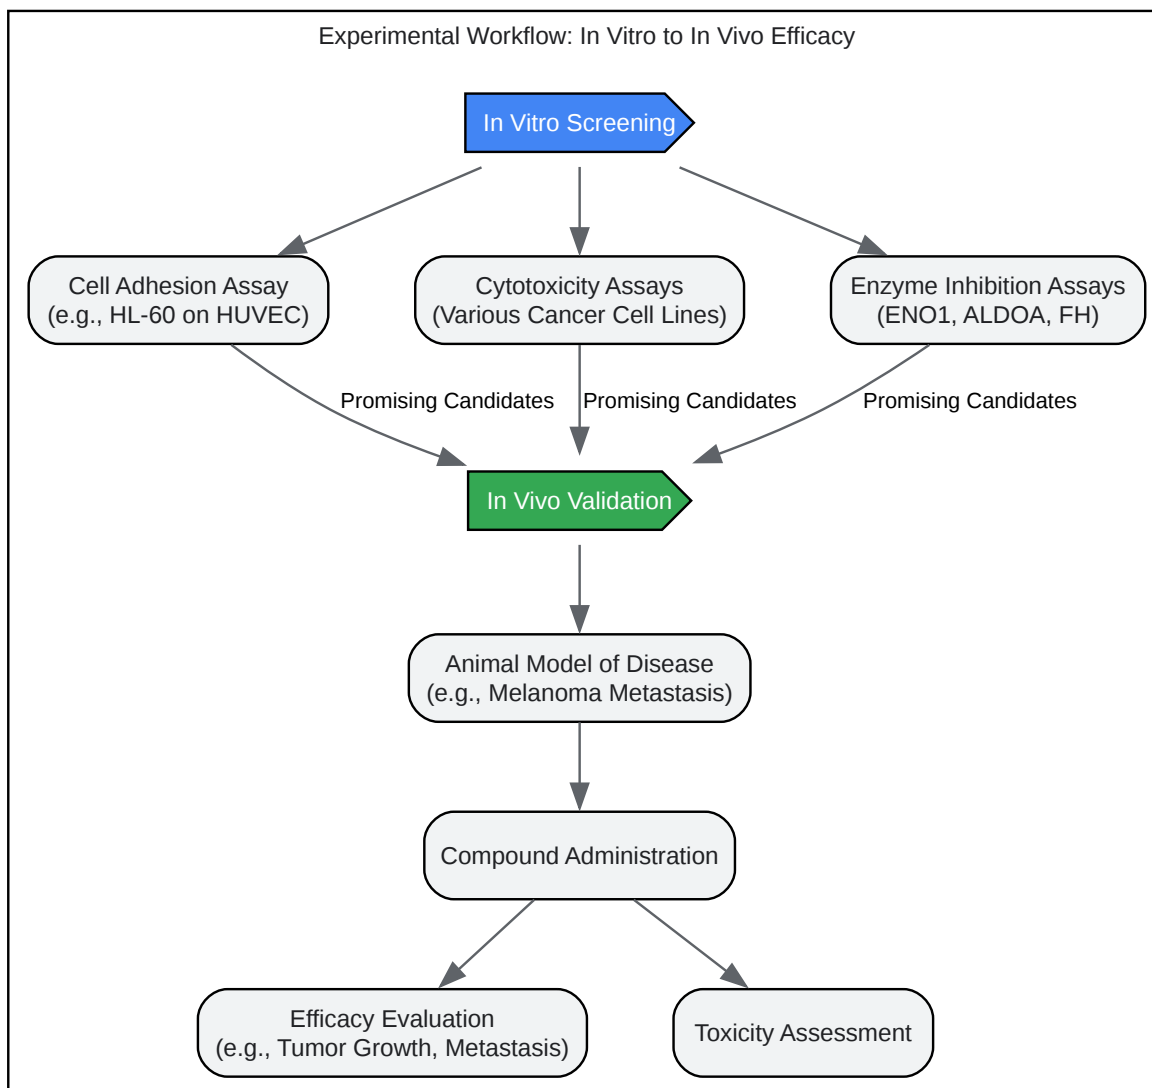 Experimental Workflow: In Vitro to In Vivo Efficacy
In Vitro Screening
Cell Adhesion Assay
(e.g., HL-60 on HUVEC)
Cytotoxicity Assays
(Various Cancer Cell Lines)
Enzyme Inhibition Assays
(ENO1, ALDOA, FH)
Promising Candidates
Promising Candidates
Promising Candidates
In Vivo Validation
Animal Model of Disease
(e.g., Melanoma Metastasis)
Compound Administration
Efficacy Evaluation
(e.g., Tumor Growth, Metastasis)
Toxicity Assessment